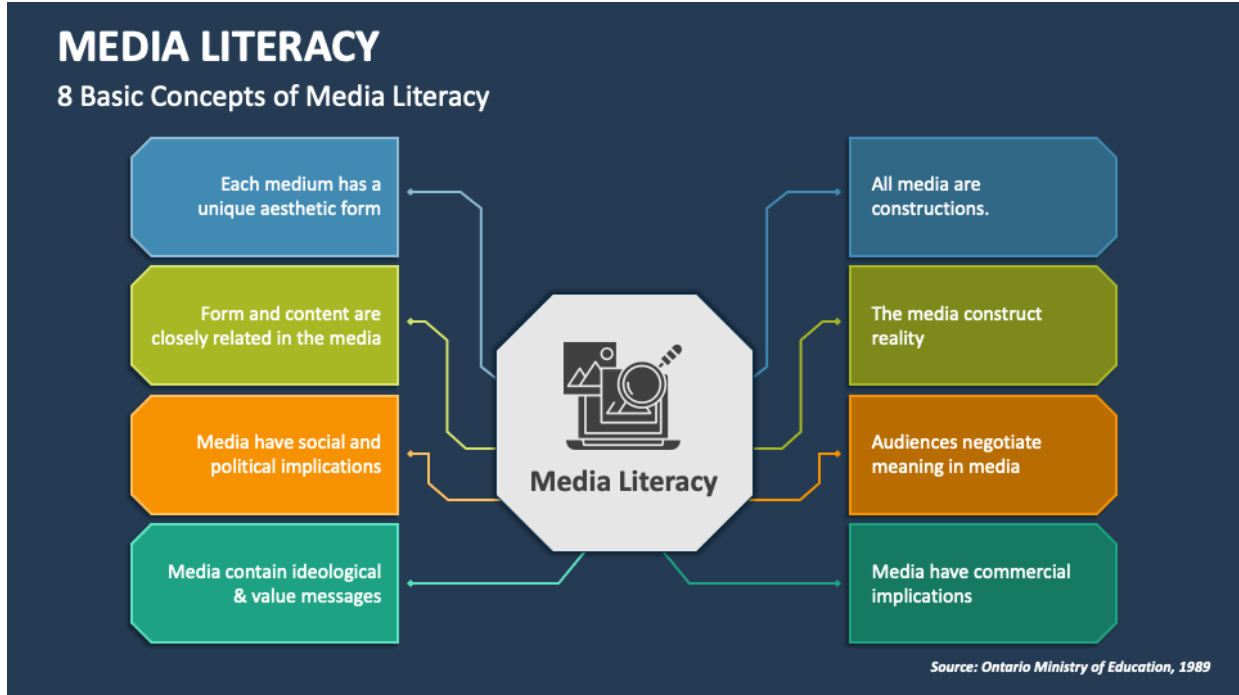 MEDIA LITERACY
8 Basic Concepts of Media Literacy
Each medium has a
unique aesthetic form
Form and content are
closely related in the media
Media have social and
political implications
Media contain ideological
& value messages
Media Literacy
All media are
constructions.
The media construct
reality
Audiences negotiate
meaning in media
Media have commercial
implications
Source: Ontario Ministry of Education, 1989